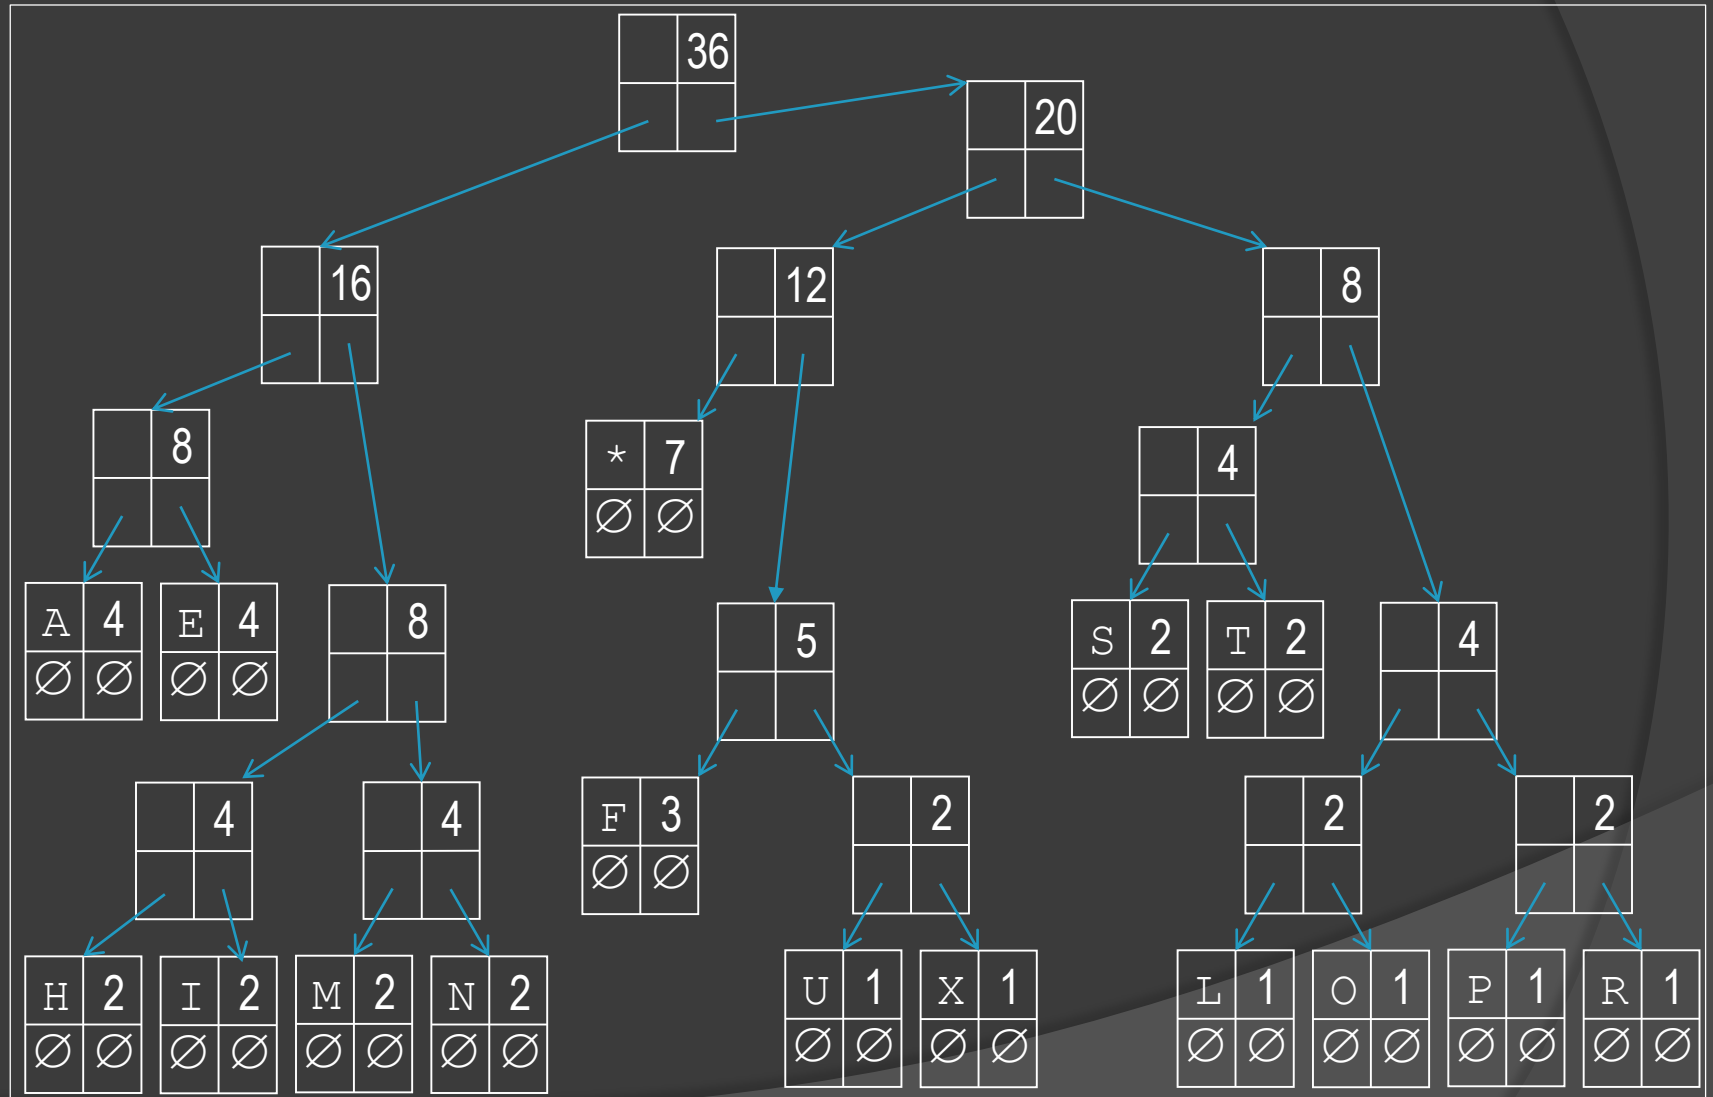 36
20
16
12
8
8
* 7
∅ ∅
4
A 4
∅ ∅
E 4
∅ ∅
8
5
S 2
∅ ∅
T 2
∅ ∅
4
4
4
F 3
∅ ∅
2
2
2
H 2
∅ ∅
I 2
∅ ∅
M 2
∅ ∅
N 2
∅ ∅
U 1
∅ ∅
X 1
∅ ∅
L 1
∅ ∅
O 1
∅ ∅
P 1
∅ ∅
R 1
∅ ∅